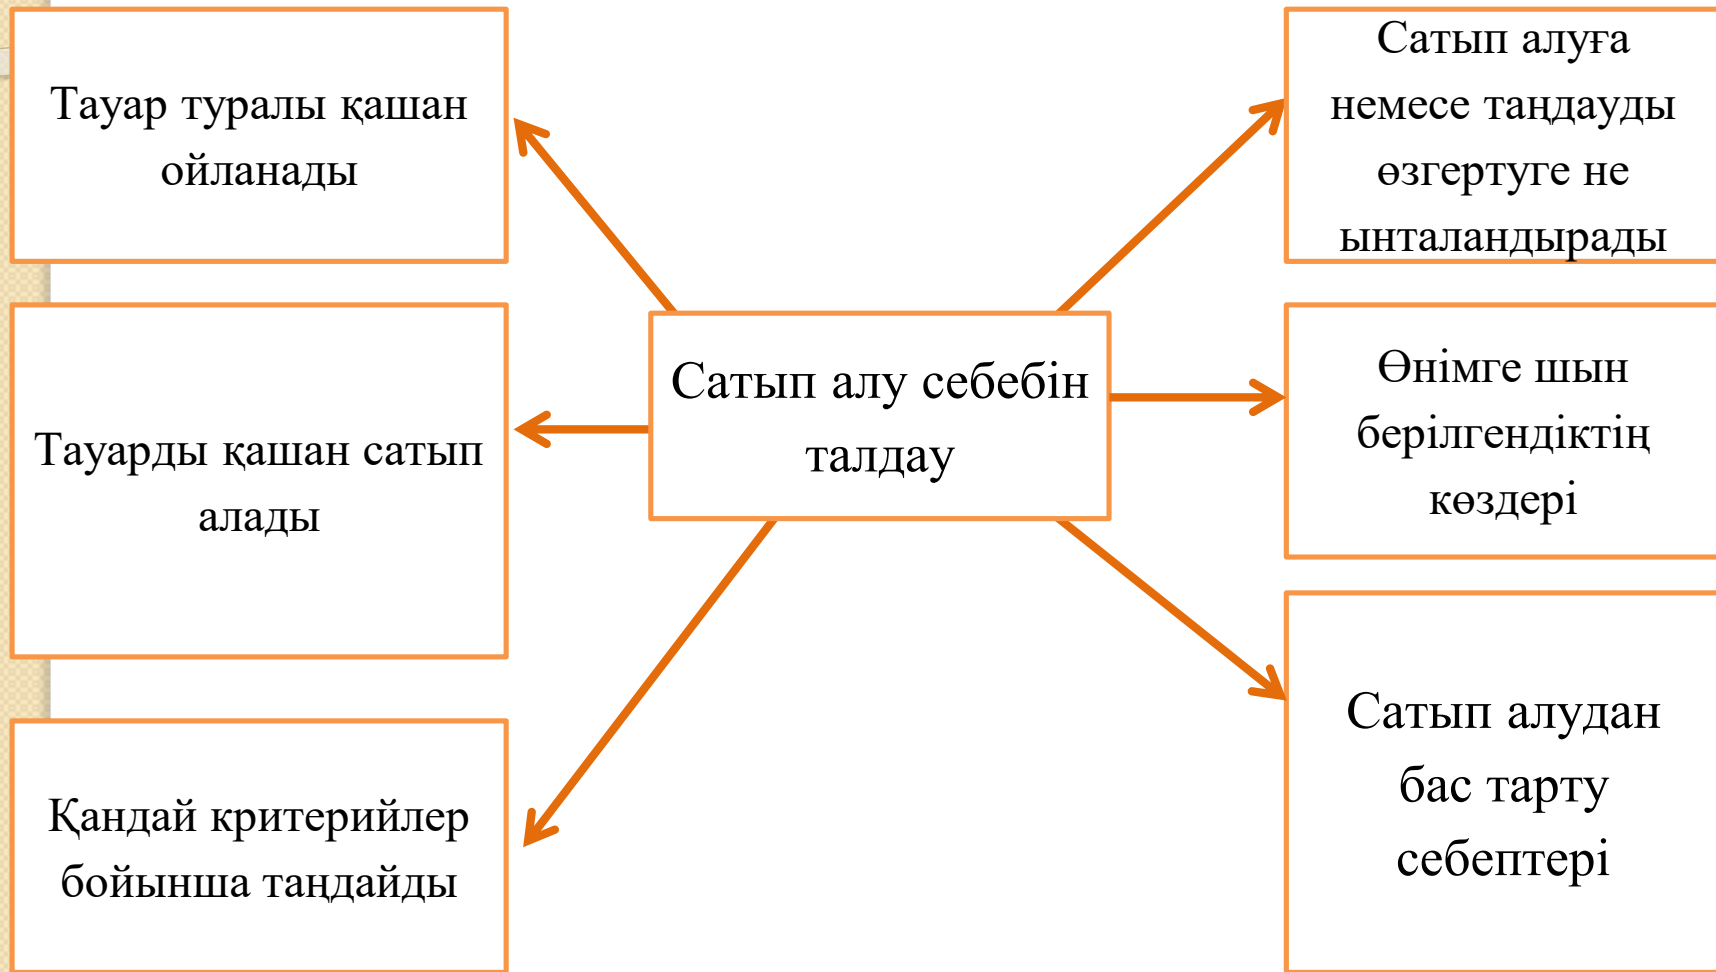 Тауар туралы қашан
ойланады
Тауарды қашан сатып
алады
Қандай критерийлер
бойынша таңдайды
Сатып алу себебін
талдау
Сатып алуға
немесе таңдауды
өзгертуге не
ынталандырады
Өнімге шын
берілгендіктің
көздері
Сатып алудан
бас тарту
себептері